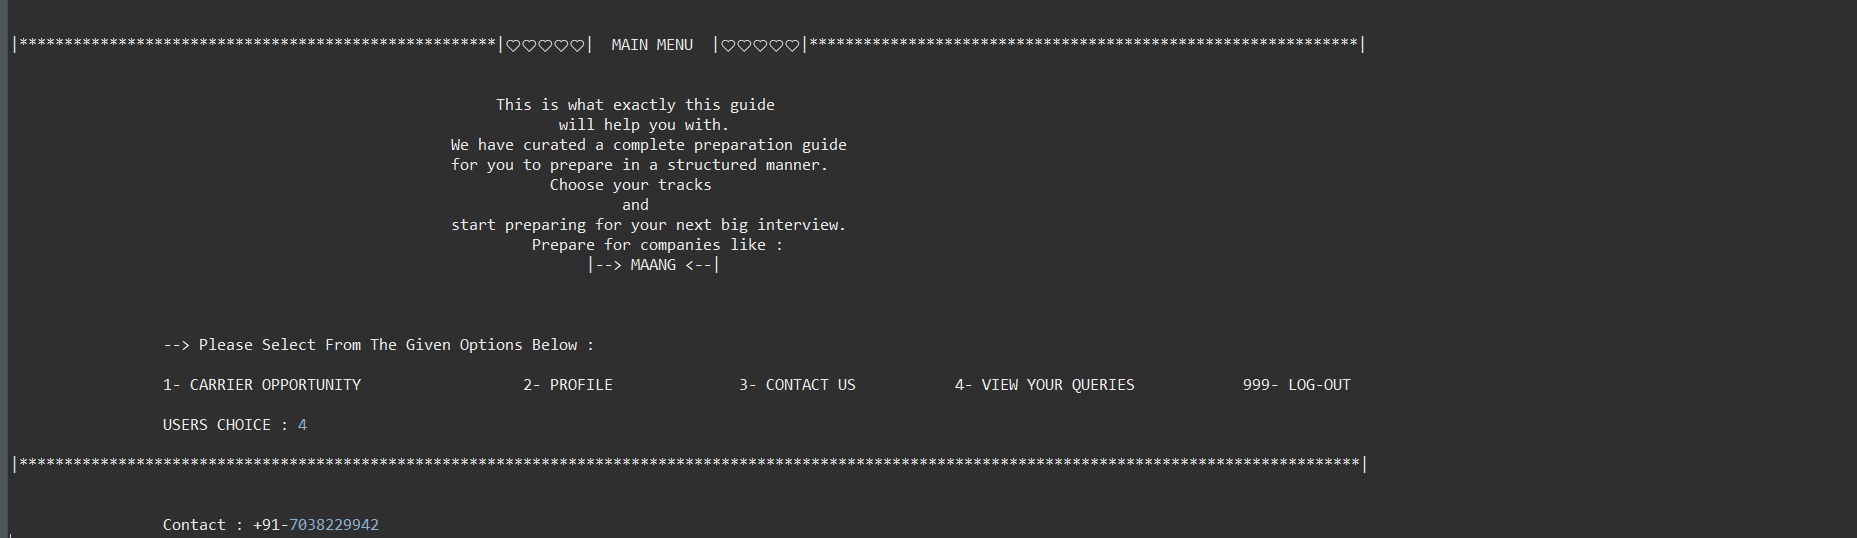 |*****************************************************|♡♡♡♡♡|  MAIN MENU  |♡♡♡♡♡|*************************************************************|
This is what exactly this guide
will help you with.
We have curated a complete preparation guide
for you to prepare in a structured manner.
Choose your tracks
and
start preparing for your next big interview.
Prepare for companies like :
|--> MAANG <--|
--> Please Select From The Given Options Below :
1- CARRIER OPPORTUNITY 2- PROFILE 3- CONTACT US 4- VIEW YOUR QUERIES 999- LOG-OUT
USERS CHOICE : 4
|*****************************************************************************************************************************************************|
Contact : +91-7038229942